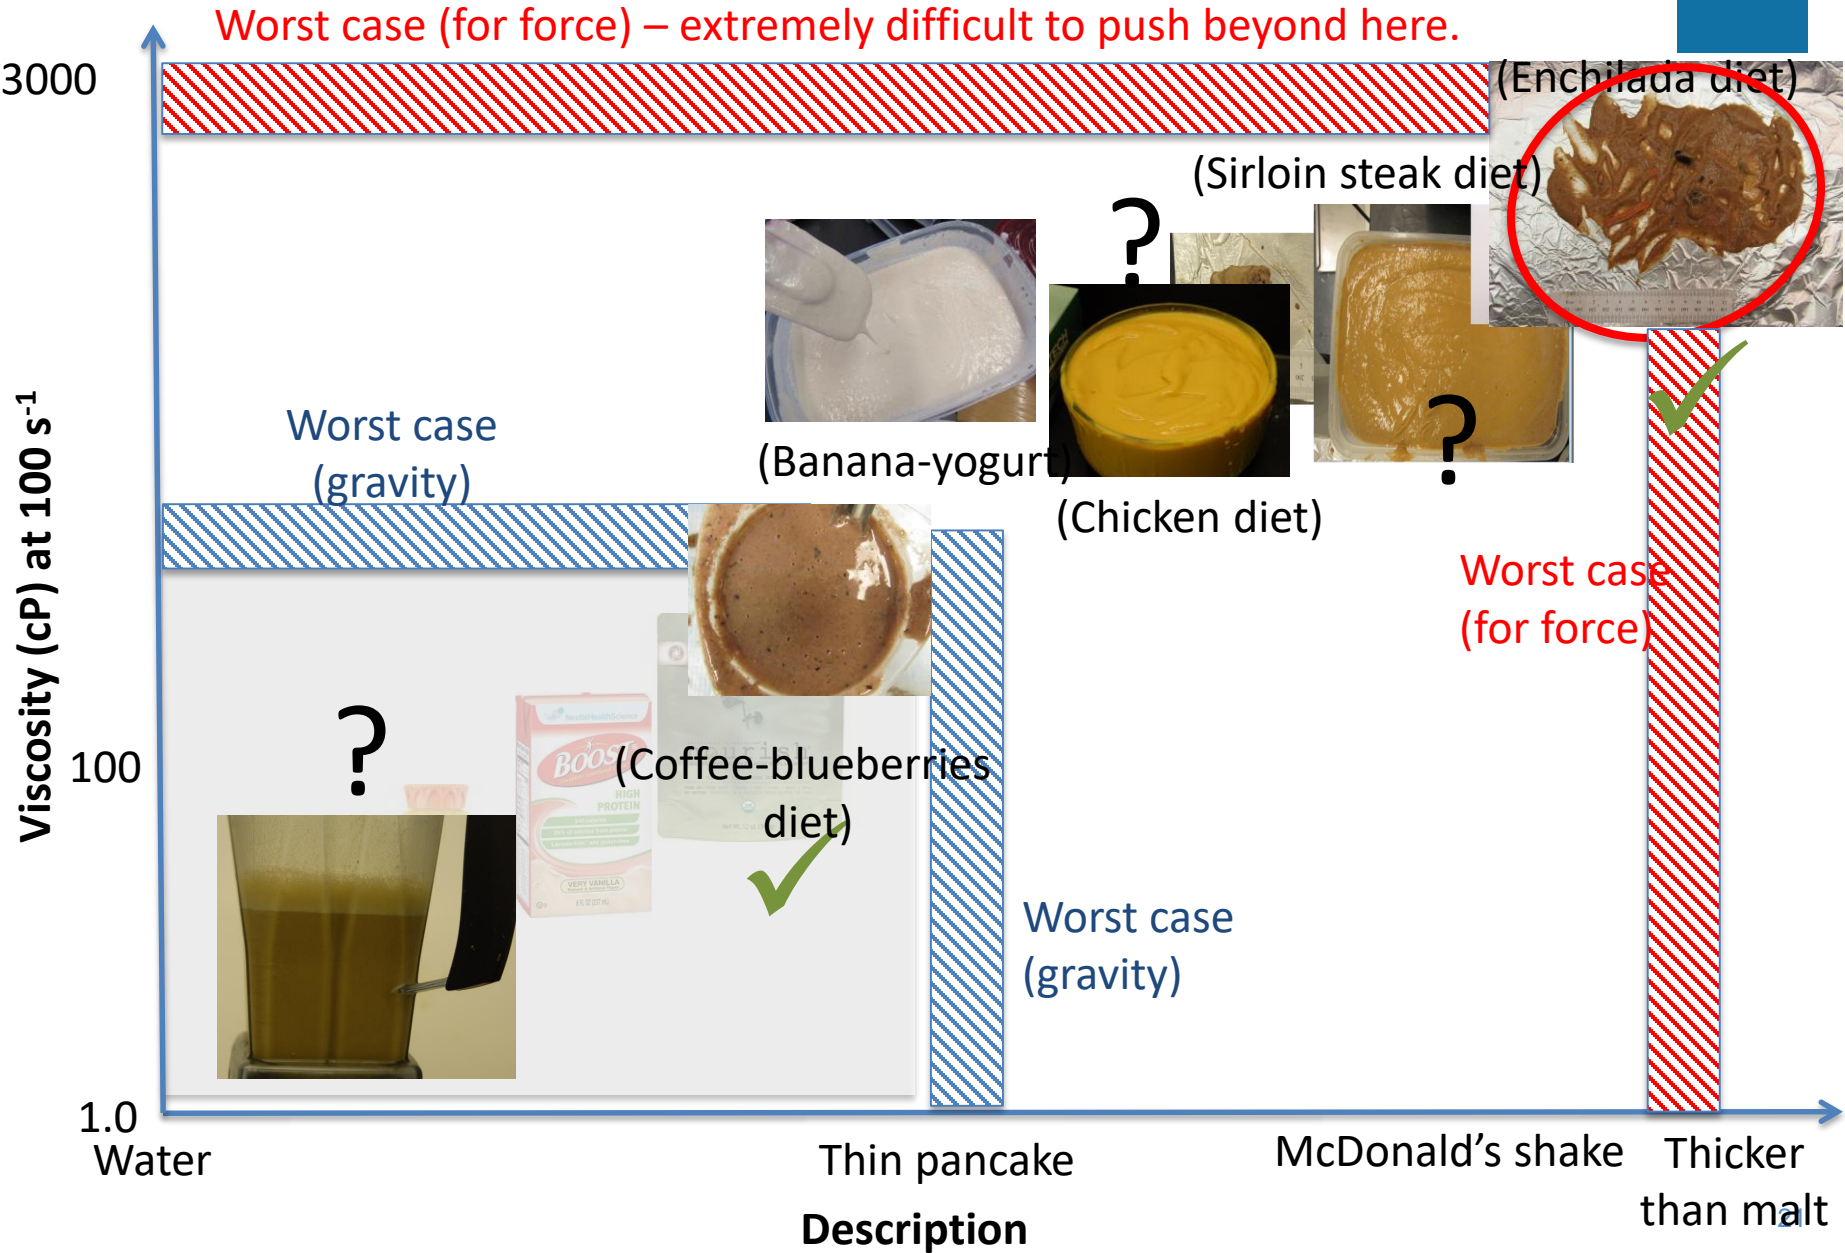 Worst case (for force) – extremely difficult to push beyond here.
3000
(Enchilada diet)
(Sirloin steak diet)
?
Worst case
(gravity)
(Banana-yogurt)
?
(Chicken diet)
Worst case
(for force)
Viscosity (cP) at 100 s-1
?
NestléHealthScience
BOOST
HIGH
PROTEIN
VERY VANILLA
100
(Coffee-blueberries
diet)
Worst case
(gravity)
1.0
Water
Thin pancake
McDonald's shake
Thicker
than malt
Description
21